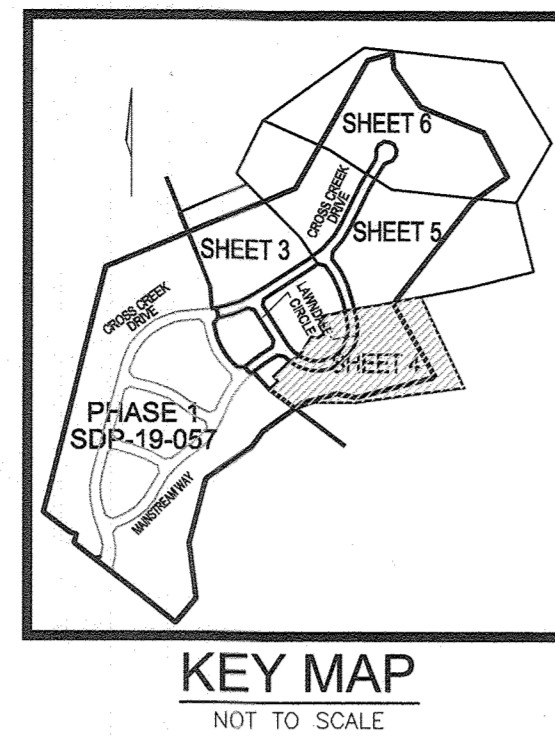 SHEET 6
CROSS CREEK
DRIVE
SHEET 5
SHEET 3
LAWNDALE
CIRCLE
CROSS CREEK
DRIVE
SHEET 4
PHASE 1
SDP-19-057
MAINSTREAM WAY
KEY MAP
NOT TO SCALE